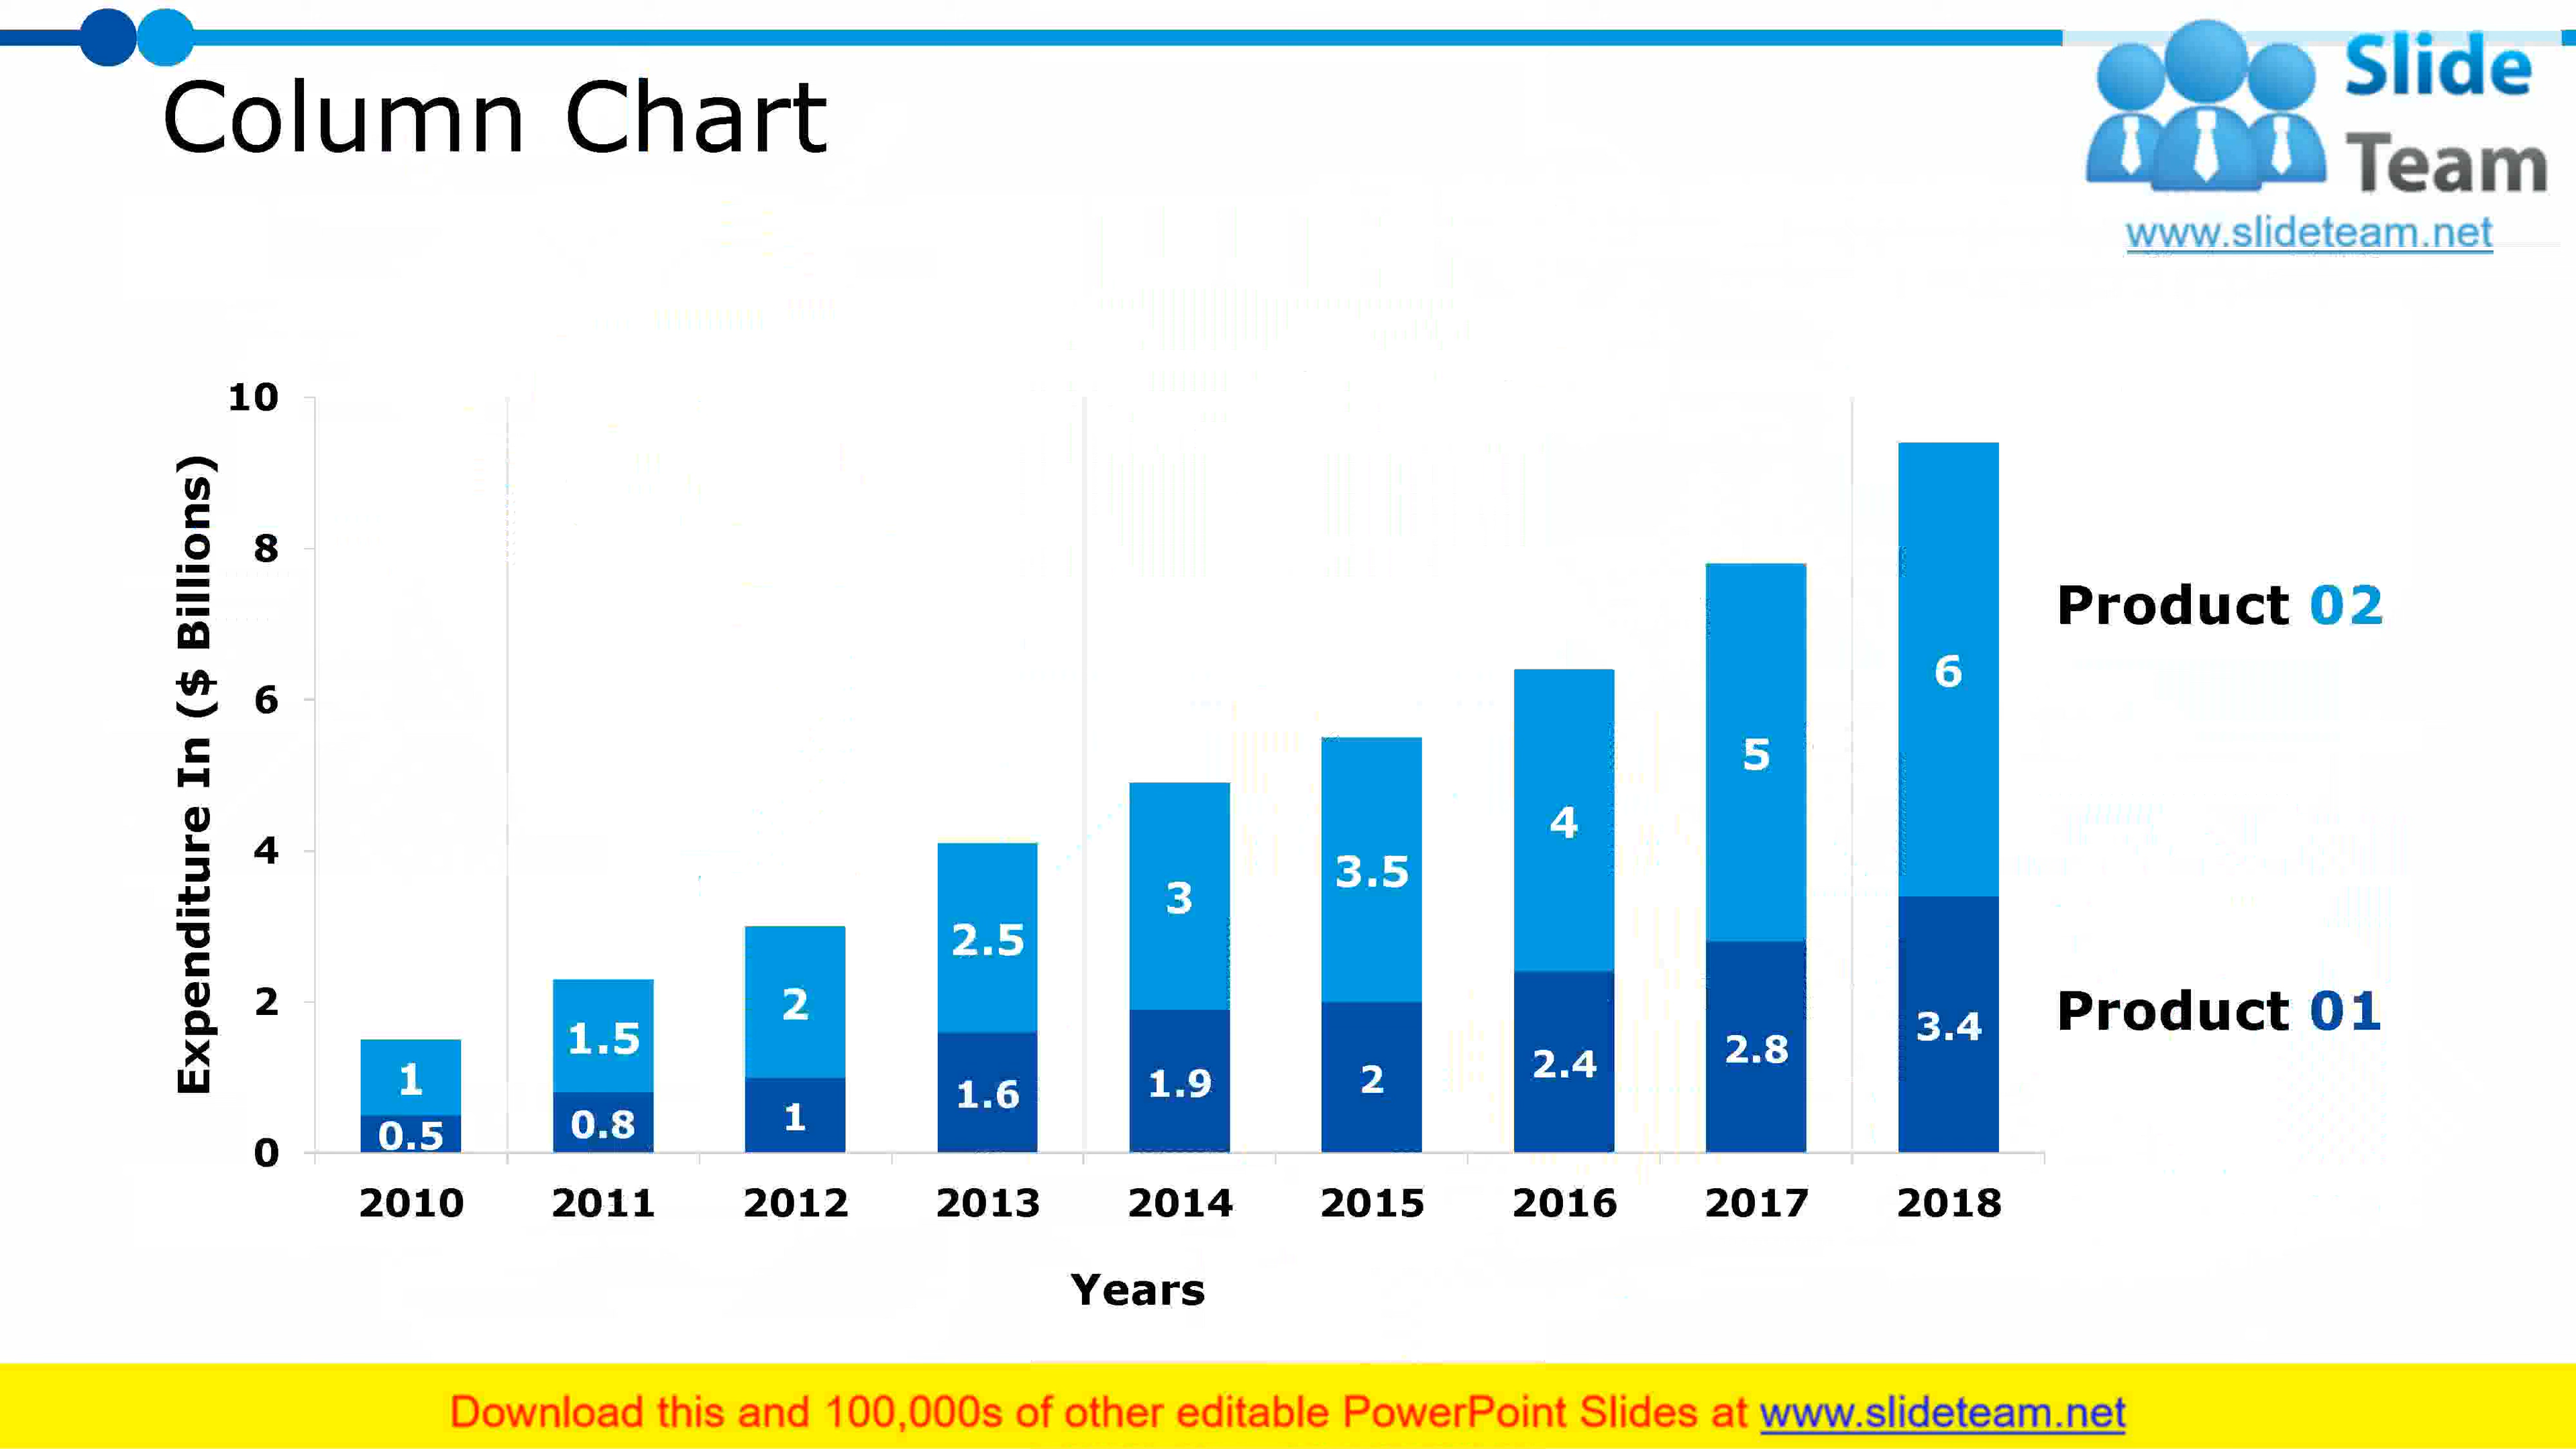 Column Chart
Slide
Team
www.slideteam.net
Expenditure In ($ Billions)
10
8
6
4
2
0
1
0.5
1.5
0.8
2
1
2.5
1.6
3
1.9
3.5
2
4
2.4
5
2.8
6
3.4
Product 02
Product 01
2010 2011 2012 2013 2014 2015 2016 2017 2018
Years
Download this and 100,000s of other editable PowerPoint Slides at www.slideteam.net